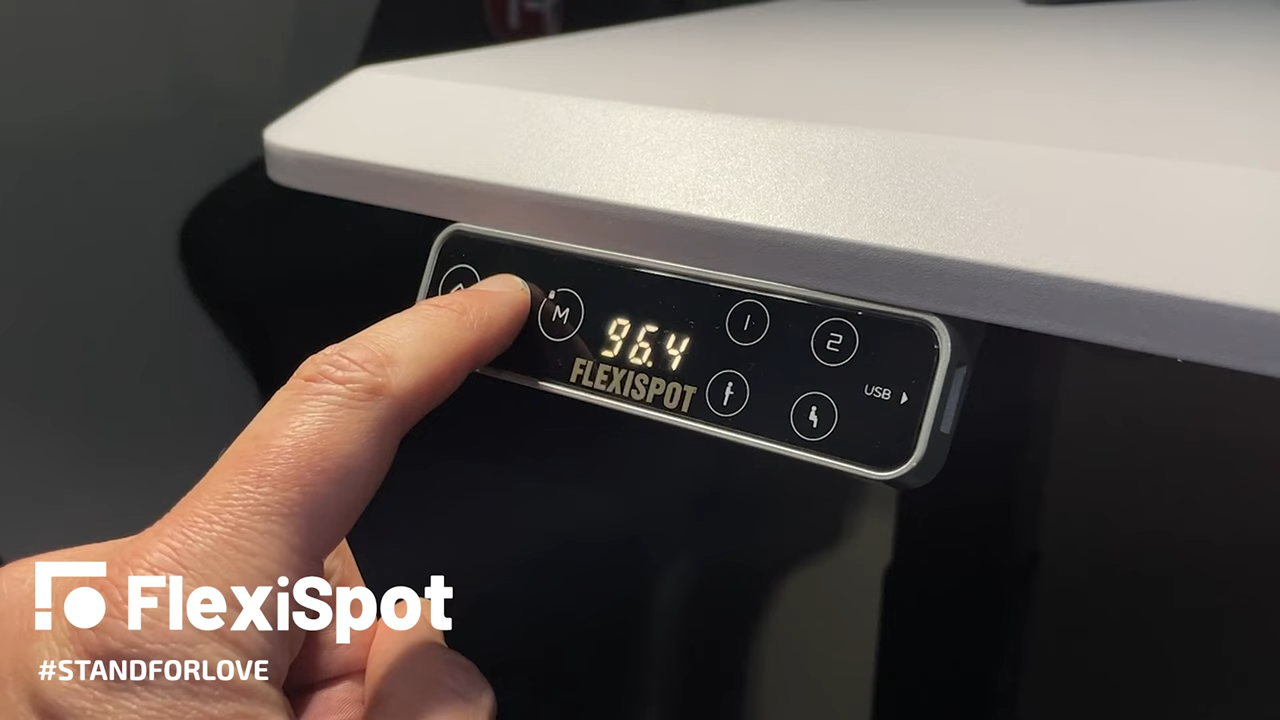 M
96.4
1
2
FLEXISPOT
USB
FlexiSpot
#STANDFORLOVE